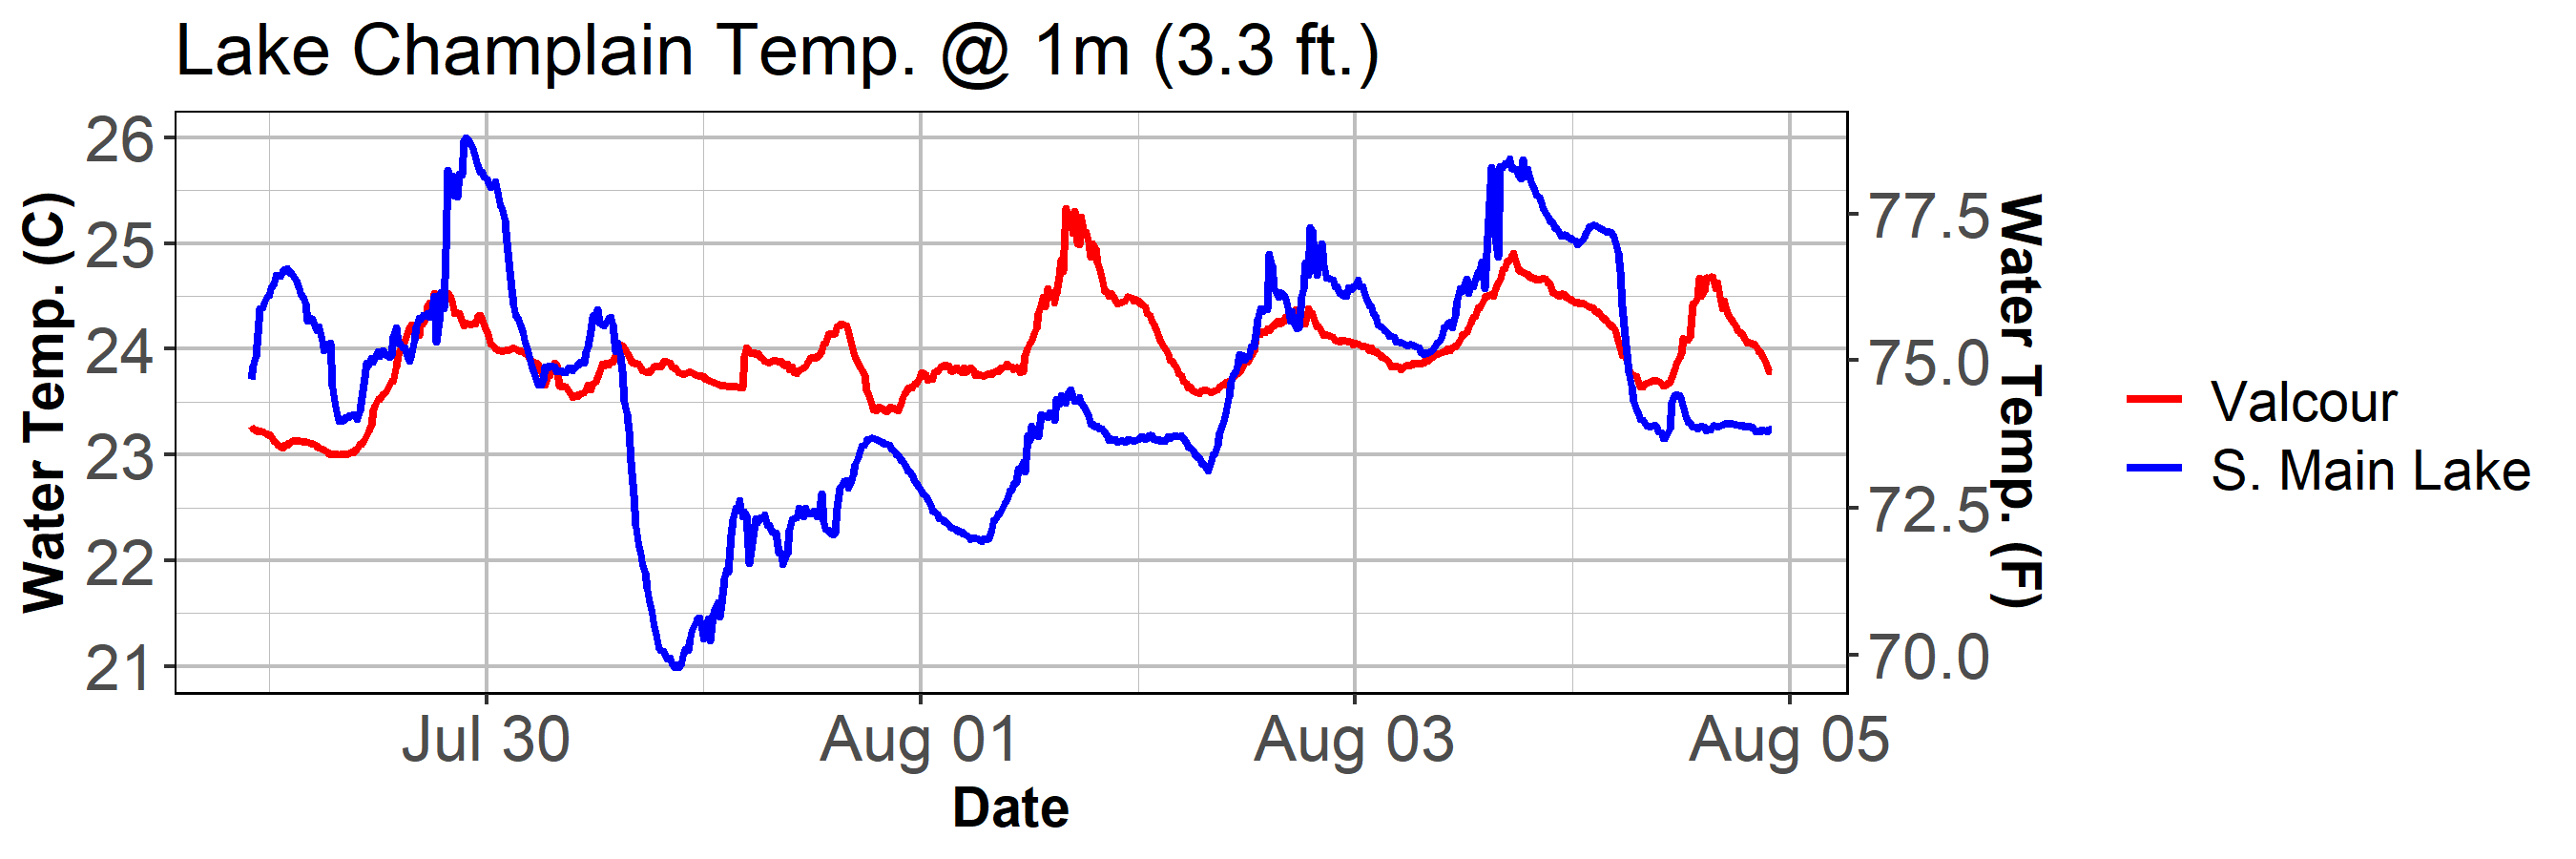 Lake Champlain Temp. @ 1m (3.3 ft.)
Water Temp. (C)
26
25
24
23
22
21
77.5
75.0
72.5
70.0
Water Temp. (F)
Jul 30
Aug 01
Aug 03
Aug 05
Date
Valcour
S. Main Lake